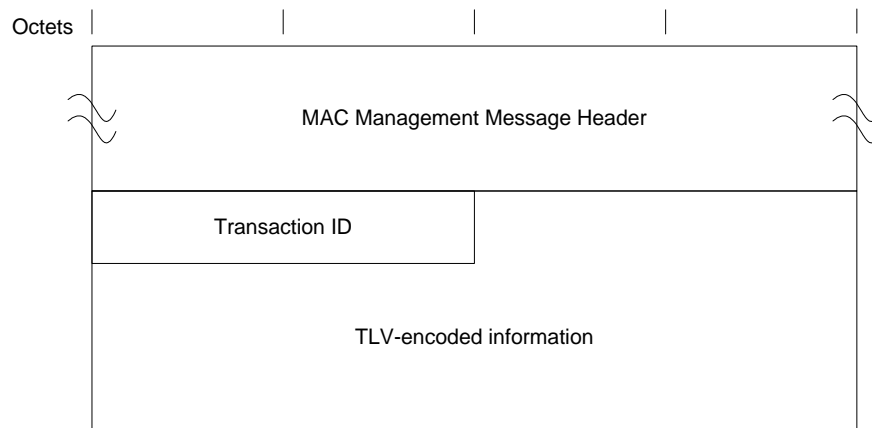 Octets
MAC Management Message Header
Transaction ID
TLV-encoded information